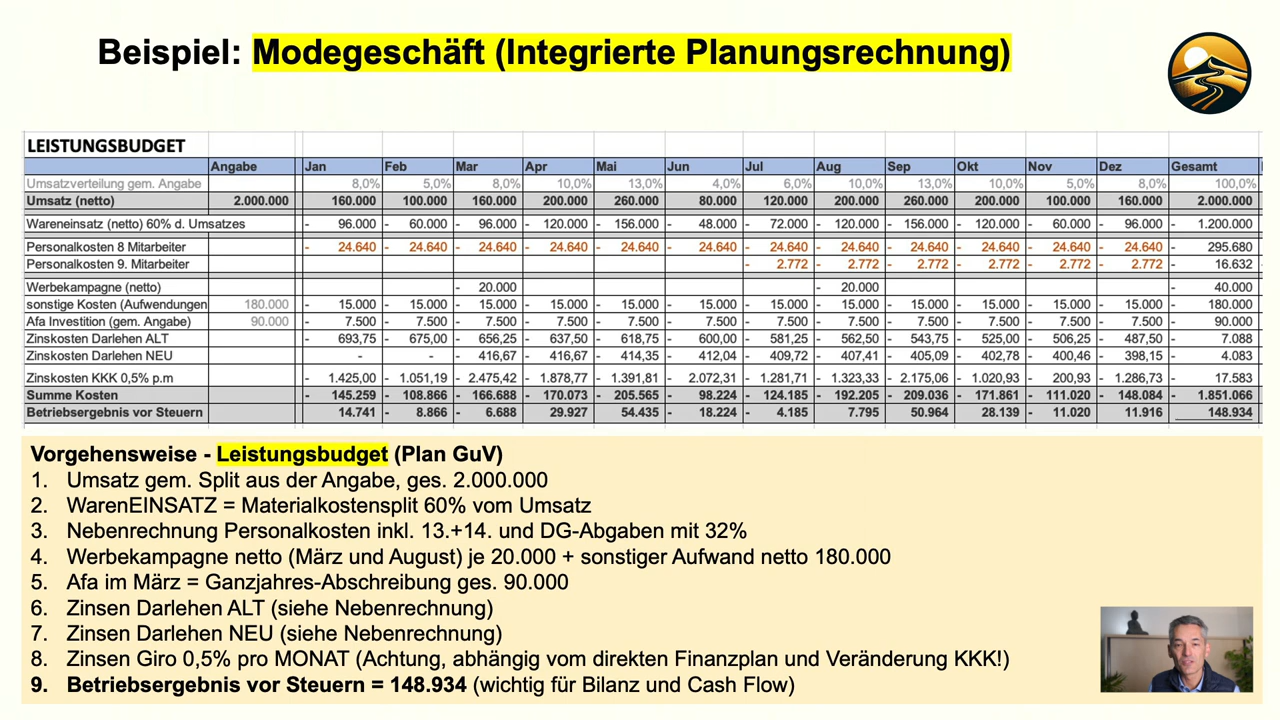 Beispiel: Modegeschäft (Integrierte Planungsrechnung)
LEISTUNGSBUDGET
Angabe Jan Feb Mar Apr Mai Jun Jul Aug Sep Okt Nov Dez Gesamt
Umsatzverteilung gem. Angabe 8,0% 5,0% 8,0% 10,0% 13,0% 4,0% 6,0% 10,0% 13,0% 10,0% 5,0% 8,0% 100,0%
Umsatz (netto) 2.000.000 160.000 100.000 160.000 200.000 260.000 80.000 120.000 200.000 260.000 200.000 100.000 160.000 2.000.000
Wareneinsatz (netto) 60% d. Umsatzes - 96.000 - 60.000 - 96.000 - 120.000 - 156.000 - 48.000 - 72.000 - 120.000 - 156.000 - 120.000 - 60.000 - 96.000 - 1.200.000
Personalkosten 8 Mitarbeiter - 24.640 - 24.640 - 24.640 - 24.640 - 24.640 - 24.640 - 24.640 - 24.640 - 24.640 - 24.640 - 24.640 - 24.640 - 295.680
Personalkosten 9. Mitarbeiter - 2.772 - 2.772 - 2.772 - 2.772 - 2.772 - 2.772 - 16.632
Werbekampagne (netto) - 20.000 - 20.000 - 40.000
sonstige Kosten (Aufwendungen 180.000 - 15.000 - 15.000 - 15.000 - 15.000 - 15.000 - 15.000 - 15.000 - 15.000 - 15.000 - 15.000 - 15.000 - 15.000 - 180.000
Afa Investition (gem. Angabe) 90.000 - 7.500 - 7.500 - 7.500 - 7.500 - 7.500 - 7.500 - 7.500 - 7.500 - 7.500 - 7.500 - 7.500 - 7.500 - 90.000
Zinskosten Darlehen ALT - 693,75 - 675,00 - 656,25 - 637,50 - 618,75 - 600,00 - 581,25 - 562,50 - 543,75 - 525,00 - 506,25 - 487,50 - 7.088
Zinskosten Darlehen NEU - - - 416,67 - 416,67 - 414,35 - 412,04 - 409,72 - 407,41 - 405,09 - 402,78 - 400,46 - 398,15 - 4.083
Zinskosten KKK 0,5% p.m - 1.425,00 - 1.051,19 - 2.475,42 - 1.878,77 - 1.391,81 - 2.072,31 - 1.281,71 - 1.323,33 - 2.175,06 - 1.020,93 - 200,93 - 1.286,73 - 17.583
Summe Kosten - 145.259 - 108.866 - 166.688 - 170.073 - 205.565 - 98.224 - 124.185 - 192.205 - 209.036 - 171.861 - 111.020 - 148.084 - 1.851.066
Betriebsergebnis vor Steuern 14.741 - 8.866 - 6.688 29.927 54.435 - 18.224 - 4.185 7.795 50.964 28.139 - 11.020 11.916 148.934
Vorgehensweise - Leistungsbudget (Plan GuV)
1. Umsatz gem. Split aus der Angabe, ges. 2.000.000
2. WarenEINSATZ = Materialkostensplit 60% vom Umsatz
3. Nebenrechnung Personalkosten inkl. 13.+14. und DG-Abgaben mit 32%
4. Werbekampagne netto (März und August) je 20.000 + sonstiger Aufwand netto 180.000
5. Afa im März = Ganzjahres-Abschreibung ges. 90.000
6. Zinsen Darlehen ALT (siehe Nebenrechnung)
7. Zinsen Darlehen NEU (siehe Nebenrechnung)
8. Zinsen Giro 0,5% pro MONAT (Achtung, abhängig vom direkten Finanzplan und Veränderung KKK!)
9. Betriebsergebnis vor Steuern = 148.934 (wichtig für Bilanz und Cash Flow)